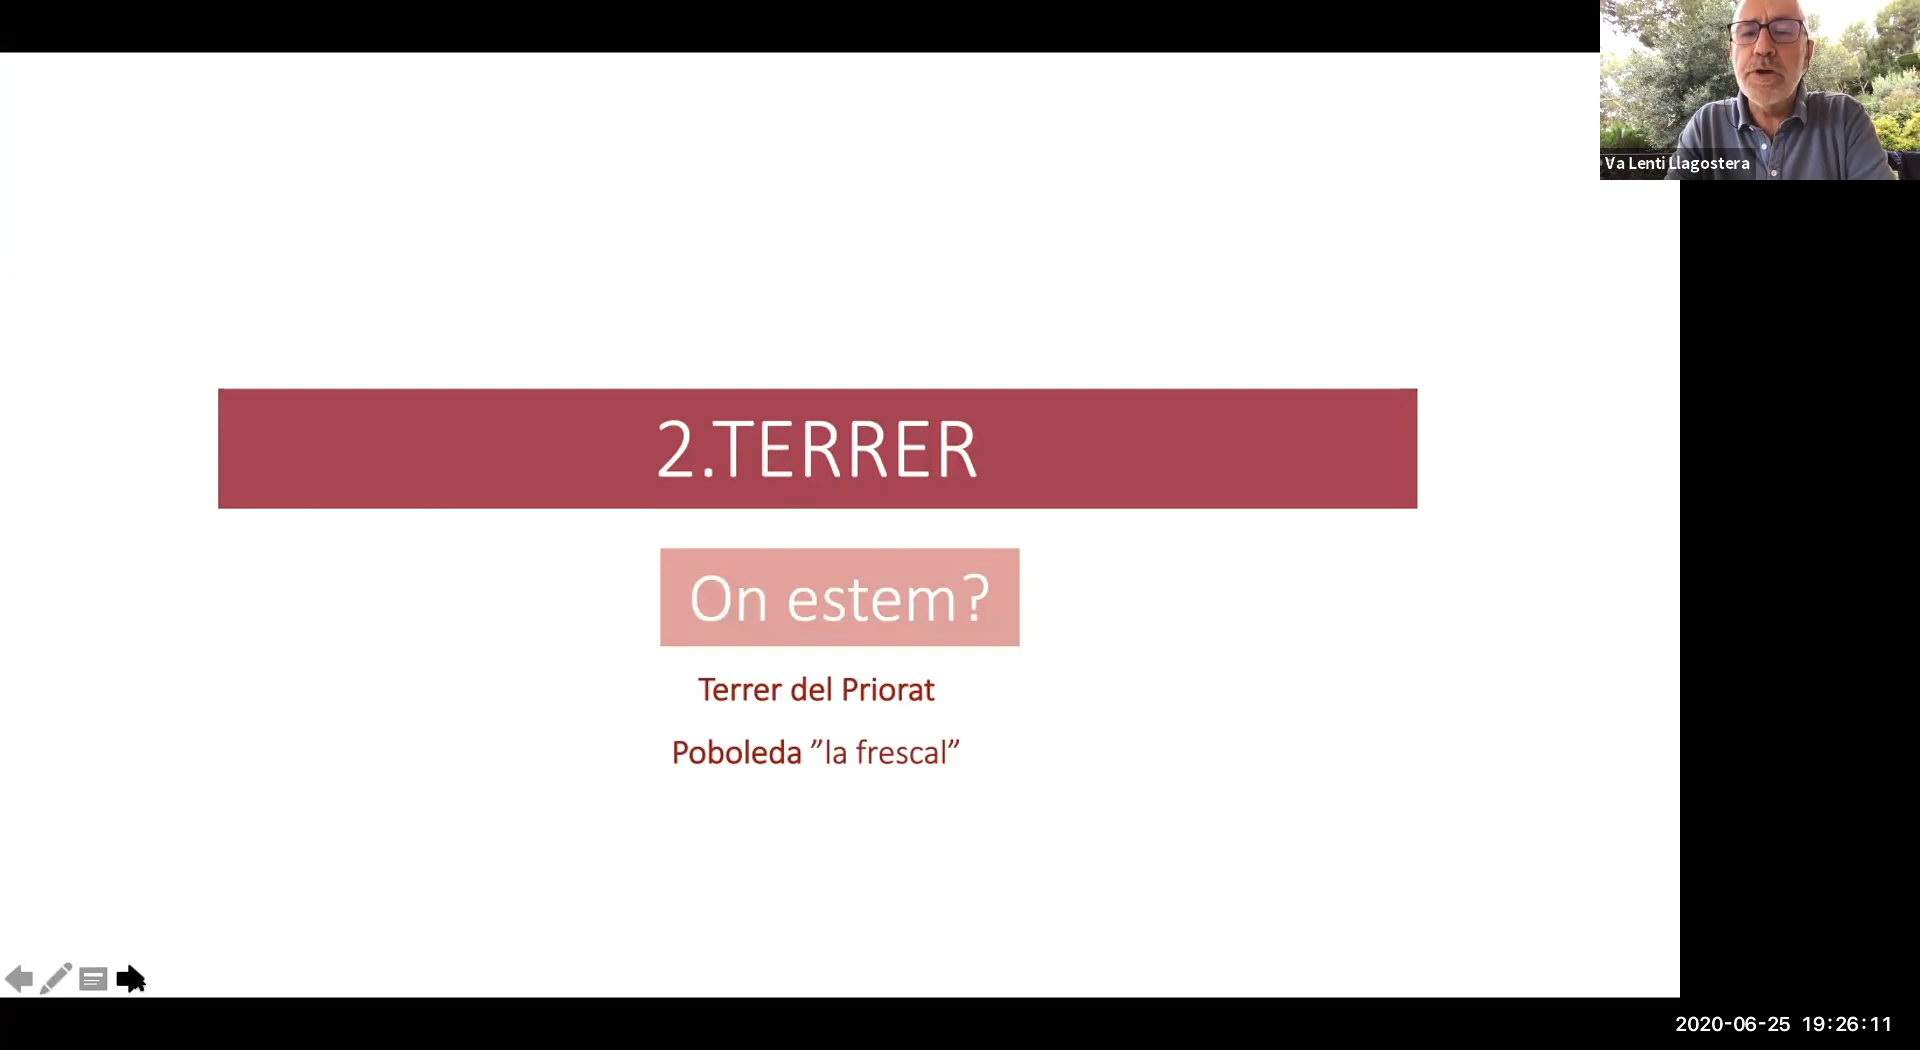 Va Lenti Llagostera
2.TERRER
On estem?
Terrer del Priorat
Poboleda ”la frescal”
2020-06-25 19:26:11